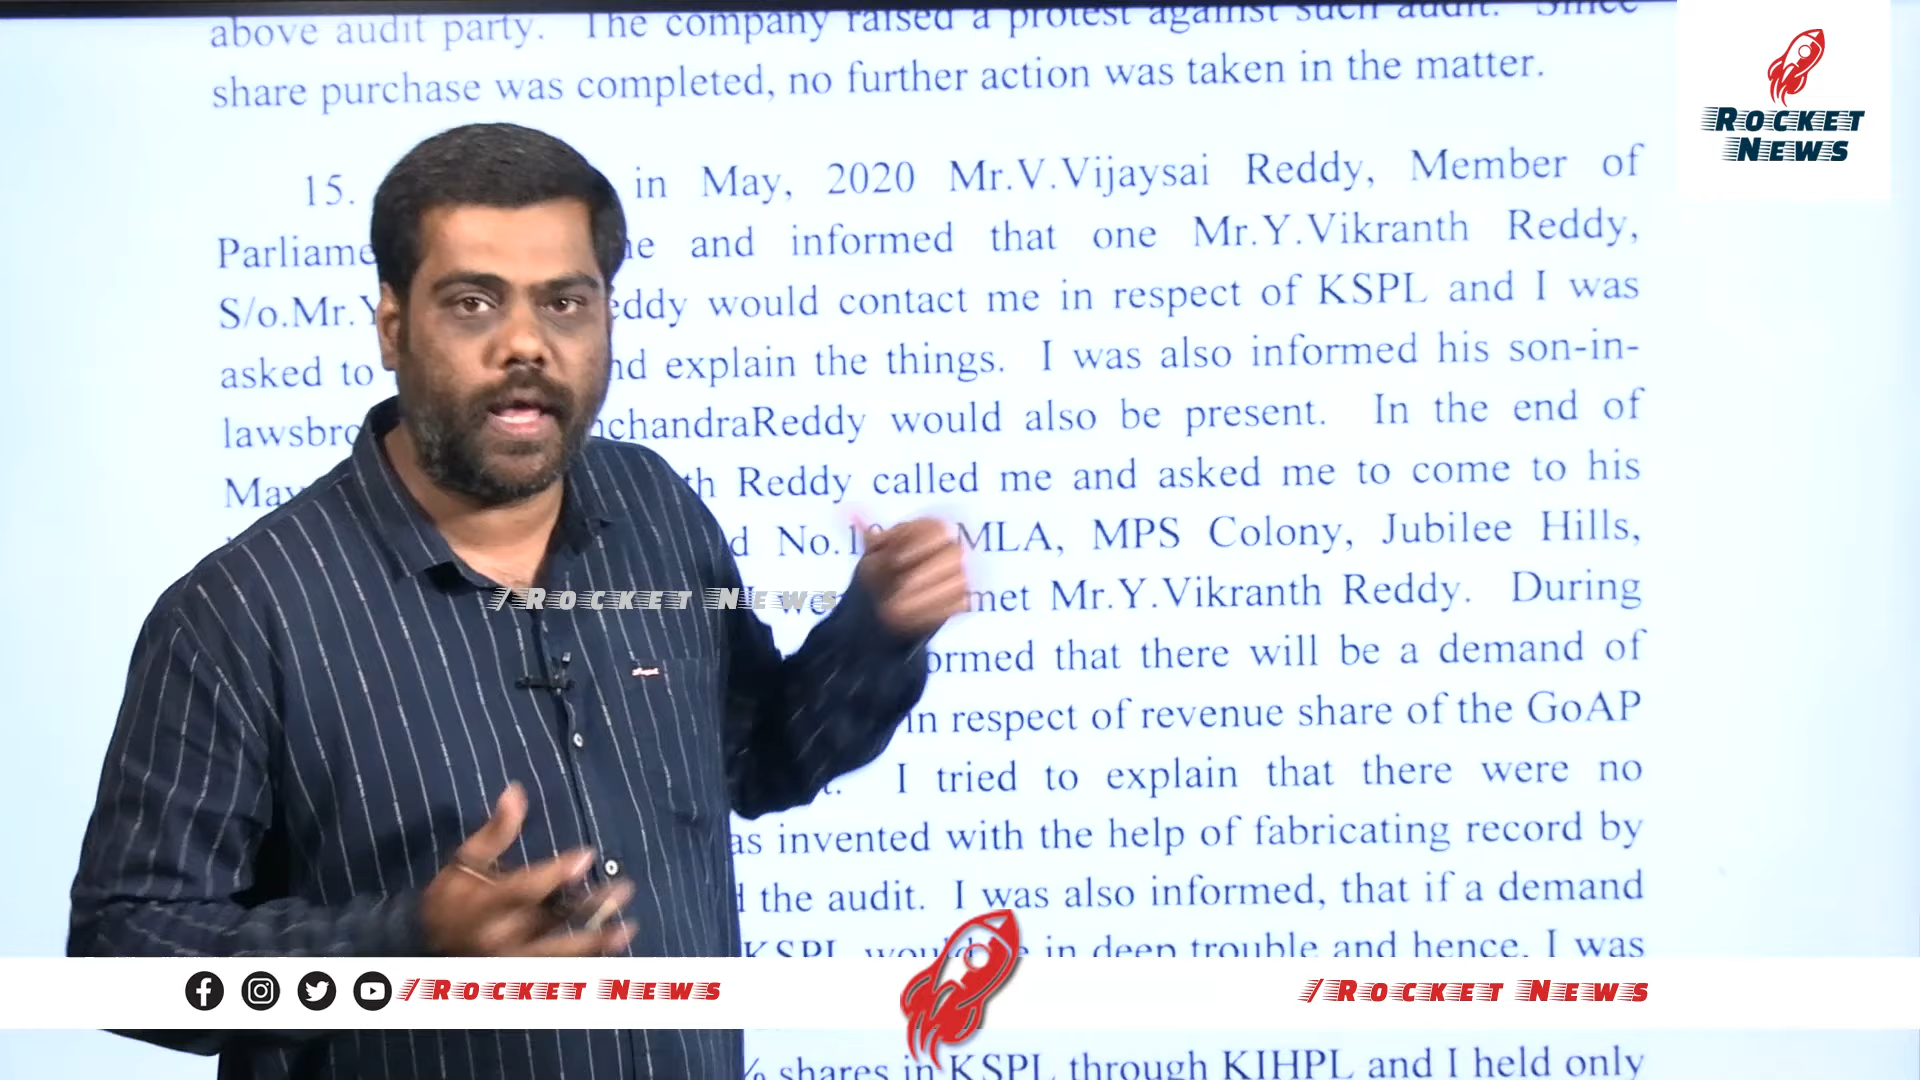 above audit party. The company raised a protest against such audit. Since
share purchase was completed, no further action was taken in the matter.
ROCKET
NEWS
15. in May, 2020 Mr.V.Vijaysai Reddy, Member of
and informed that one Mr.Y.Vikranth Reddy,
S/o.Mr. would contact me in respect of KSPL and I was
asked to explain the things. I was also informed his son-in-
would also be present. In the end of
May Reddy called me and asked me to come to his
No. MLA, MPS Colony, Jubilee Hills,
/ROCKET NEWS met Mr.Y.Vikranth Reddy. During
that there will be a demand of
in respect of revenue share of the GoAP
I tried to explain that there were no
invented with the help of fabricating record by
the audit. I was also informed, that if a demand
KSPL would in deep trouble and hence, I was
/ROCKET NEWS
/ROCKET NEWS
shares in KSPL through KIHPL and I held only